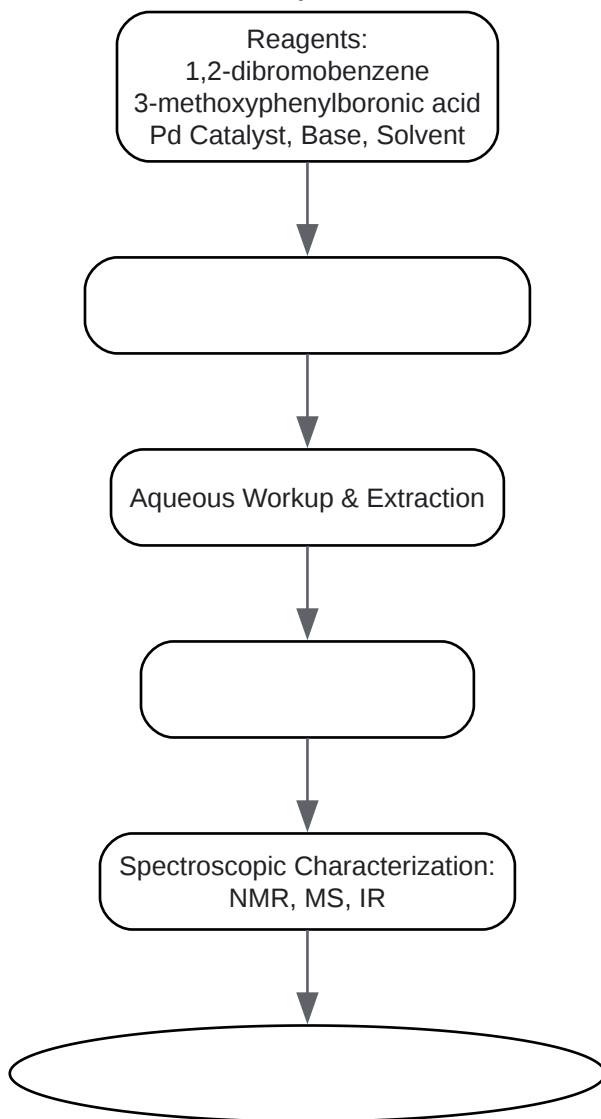 Reagents:
1,2-dibromobenzene
3-methoxyphenylboronic acid
Pd Catalyst, Base, Solvent
Aqueous Workup & Extraction
Spectroscopic Characterization:
NMR, MS, IR